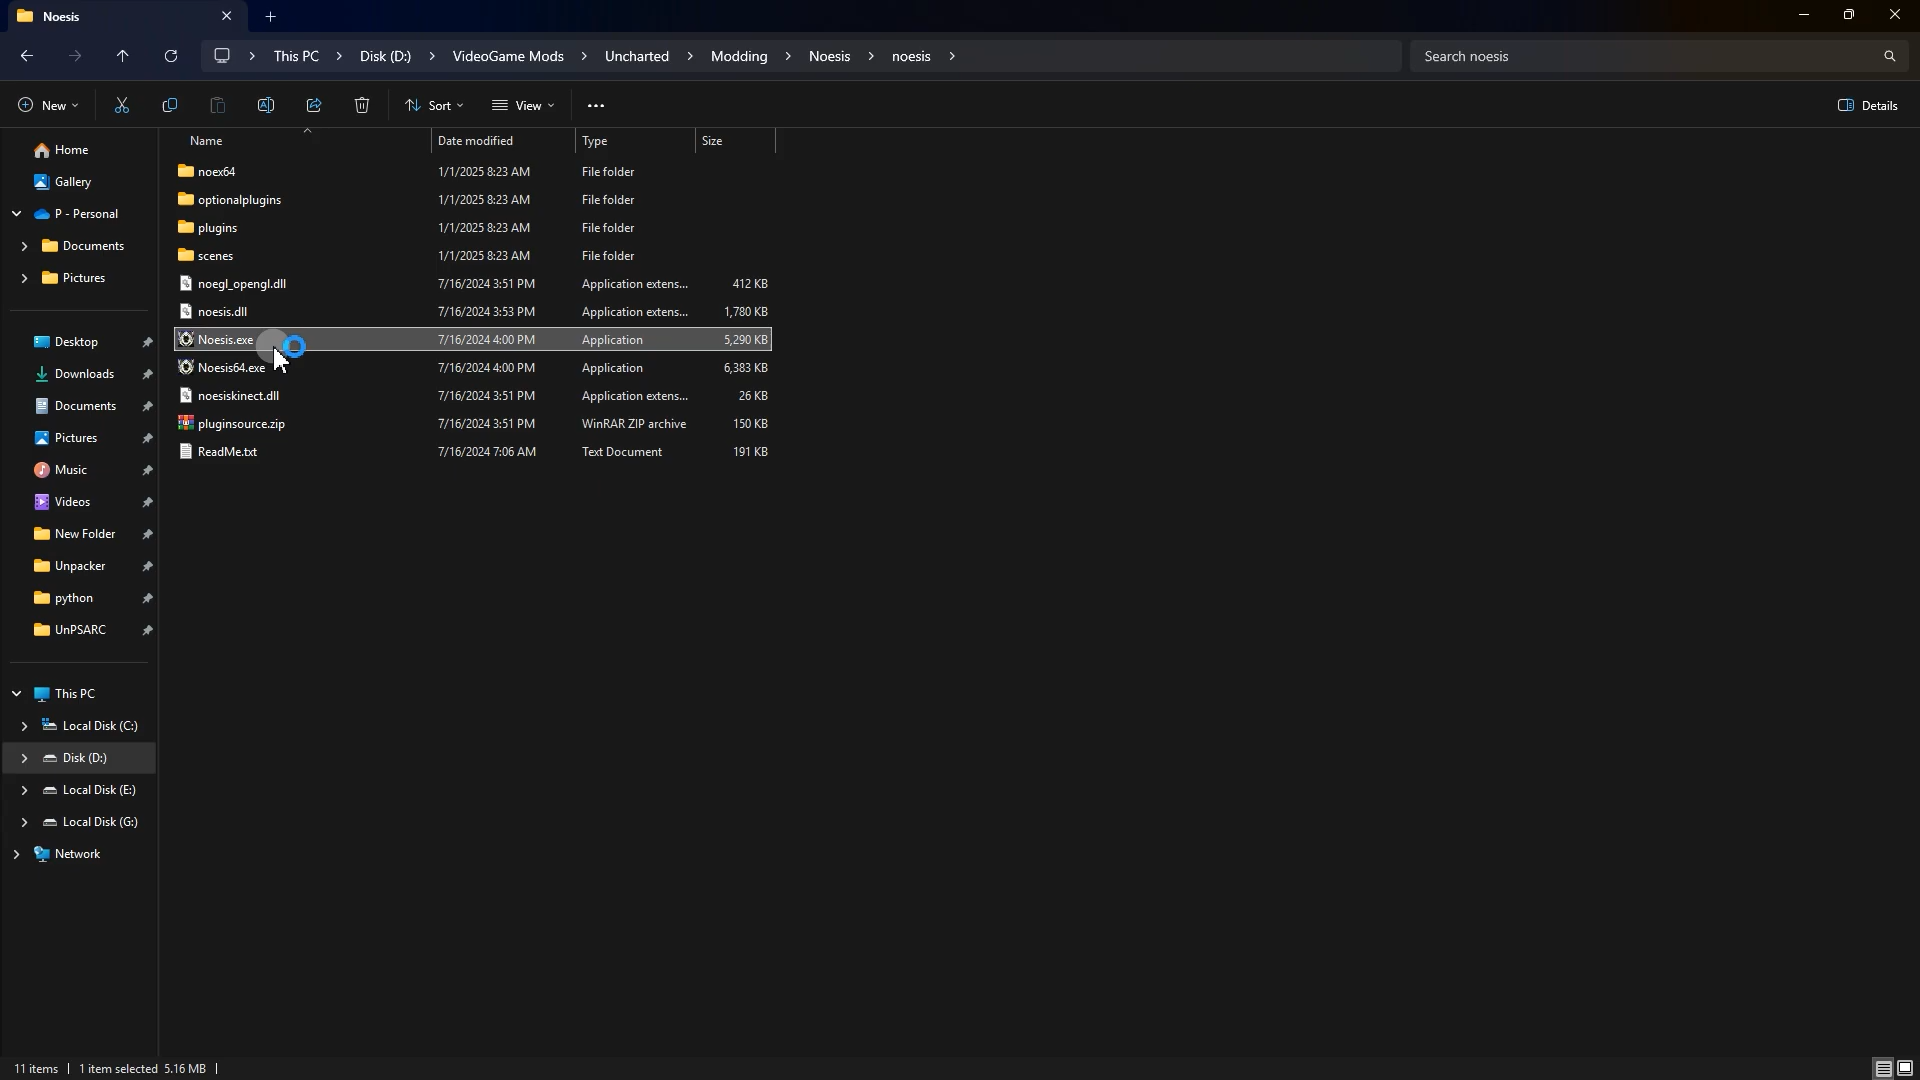 Noesis
This PC > Disk (D:) > VideoGame Mods > Uncharted > Modding > Noesis > noesis >
Search noesis
New
Sort
View
Details
Name
Date modified
Type
Size
noex64 1/1/2025 8:23 AM File folder
optionalplugins 1/1/2025 8:23 AM File folder
plugins 1/1/2025 8:23 AM File folder
scenes 1/1/2025 8:23 AM File folder
noegl_opengl.dll 7/16/2024 3:51 PM Application extens... 412 KB
noesis.dll 7/16/2024 3:53 PM Application extens... 1,780 KB
Noesis.exe 7/16/2024 4:00 PM Application 5,290 KB
Noesis64.exe 7/16/2024 4:00 PM Application 6,383 KB
noesiskinect.dll 7/16/2024 3:51 PM Application extens... 26 KB
pluginsource.zip 7/16/2024 3:51 PM WinRAR ZIP archive 150 KB
ReadMe.txt 7/16/2024 7:06 AM Text Document 191 KB
Home
Gallery
P - Personal
Documents
Pictures
Desktop
Downloads
Documents
Pictures
Music
Videos
New Folder
Unpacker
python
UnPSARC
This PC
Local Disk (C:)
Disk (D:)
Local Disk (E:)
Local Disk (G:)
Network
11 items | 1 item selected 5.16 MB |